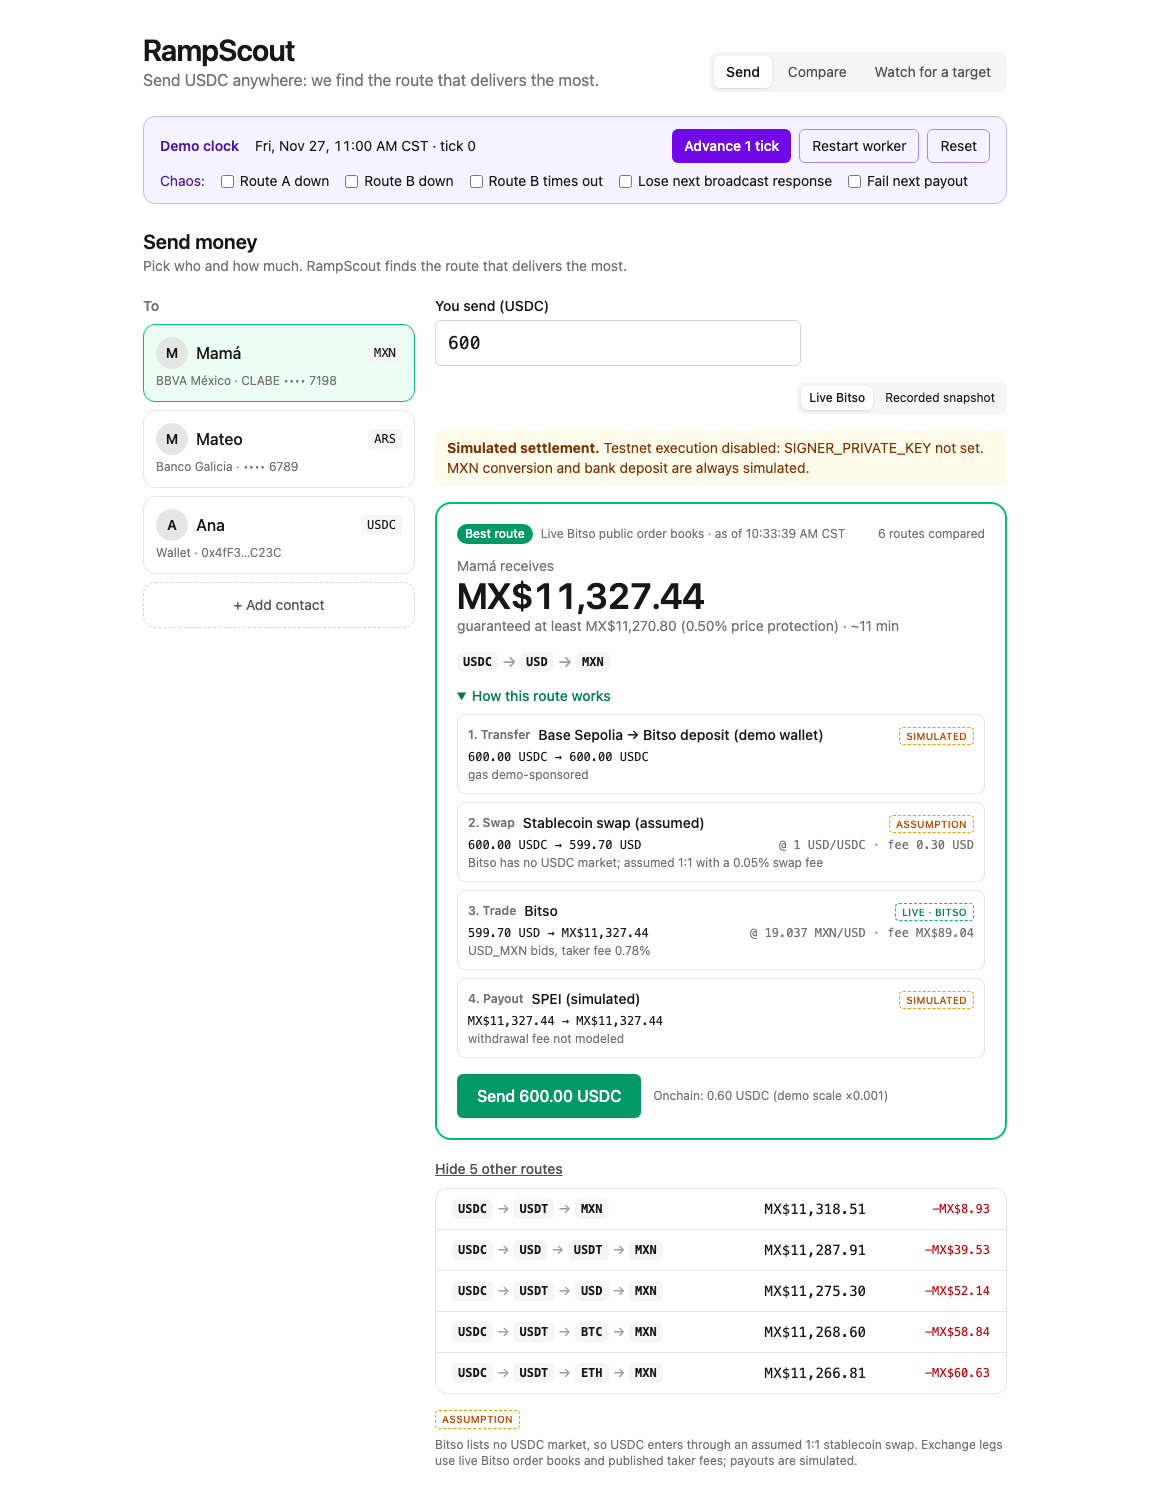 RampScout
Send USDC anywhere: we find the route that delivers the most.
Send Compare Watch for a target
Demo clock Fri, Nov 27, 11:00 AM CST · tick 0 Advance 1 tick Restart worker Reset
Chaos: Route A down Route B down Route B times out Lose next broadcast response Fail next payout
Send money
Pick who and how much. RampScout finds the route that delivers the most.
To
M Mamá MXN
BBVA México · CLABE •••• 7198
M Mateo ARS
Banco Galicia · •••• 6789
A Ana USDC
Wallet · 0x4fF3...C23C
+ Add contact
You send (USDC)
600
Live Bitso Recorded snapshot
Simulated settlement. Testnet execution disabled: SIGNER_PRIVATE_KEY not set.
MXN conversion and bank deposit are always simulated.
Best route Live Bitso public order books · as of 10:33:39 AM CST 6 routes compared
Mamá receives
MX$11,327.44
guaranteed at least MX$11,270.80 (0.50% price protection) · ~11 min
USDC → USD → MXN
▼ How this route works
1. Transfer Base Sepolia → Bitso deposit (demo wallet) SIMULATED
600.00 USDC → 600.00 USDC
gas demo-sponsored
2. Swap Stablecoin swap (assumed) ASSUMPTION
600.00 USDC → 599.70 USD @ 1 USD/USDC · fee 0.30 USD
Bitso has no USDC market; assumed 1:1 with a 0.05% swap fee
3. Trade Bitso LIVE · BITSO
599.70 USD → MX$11,327.44 @ 19.037 MXN/USD · fee MX$89.04
USD_MXN bids, taker fee 0.78%
4. Payout SPEI (simulated) SIMULATED
MX$11,327.44 → MX$11,327.44
withdrawal fee not modeled
Send 600.00 USDC Onchain: 0.60 USDC (demo scale ×0.001)
Hide 5 other routes
USDC → USDT → MXN MX$11,318.51 −MX$8.93
USDC → USD → USDT → MXN MX$11,287.91 −MX$39.53
USDC → USDT → USD → MXN MX$11,275.30 −MX$52.14
USDC → USDT → BTC → MXN MX$11,268.60 −MX$58.84
USDC → USDT → ETH → MXN MX$11,266.81 −MX$60.63
ASSUMPTION
Bitso lists no USDC market, so USDC enters through an assumed 1:1 stablecoin swap. Exchange legs
use live Bitso order books and published taker fees; payouts are simulated.